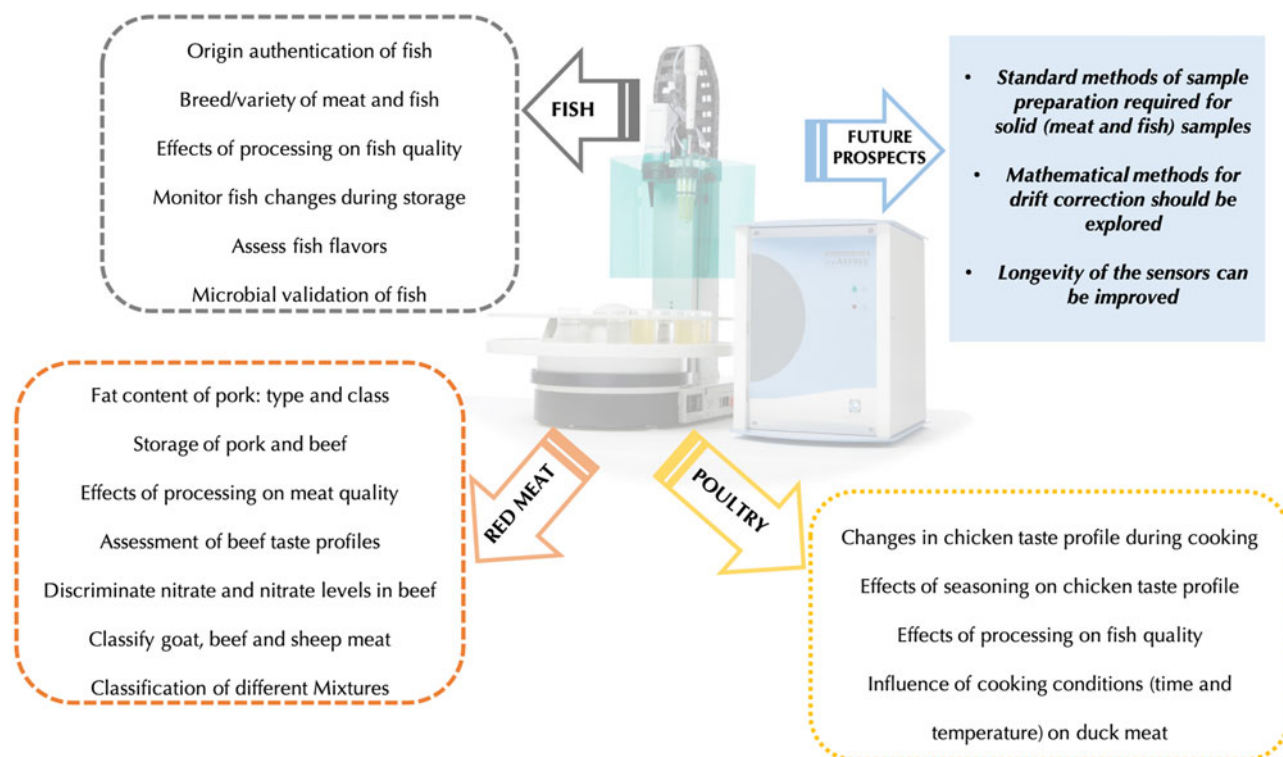 Origin authentication of fish
Breed/variety of meat and fish
Effects of processing on fish quality
Monitor fish changes during storage
Assess fish flavors
Microbial validation of fish
FISH
FUTURE
PROSPECTS
• Standard methods of sample
preparation required for
solid (meat and fish) samples
• Mathematical methods for
drift correction should be
explored
• Longevity of the sensors can
be improved
Fat content of pork: type and class
Storage of pork and beef
Effects of processing on meat quality
Assessment of beef taste profiles
Discriminate nitrate and nitrate levels in beef
Classify goat, beef and sheep meat
Classification of different Mixtures
RED MEAT
POULTRY
Changes in chicken taste profile during cooking
Effects of seasoning on chicken taste profile
Effects of processing on fish quality
Influence of cooking conditions (time and
temperature) on duck meat